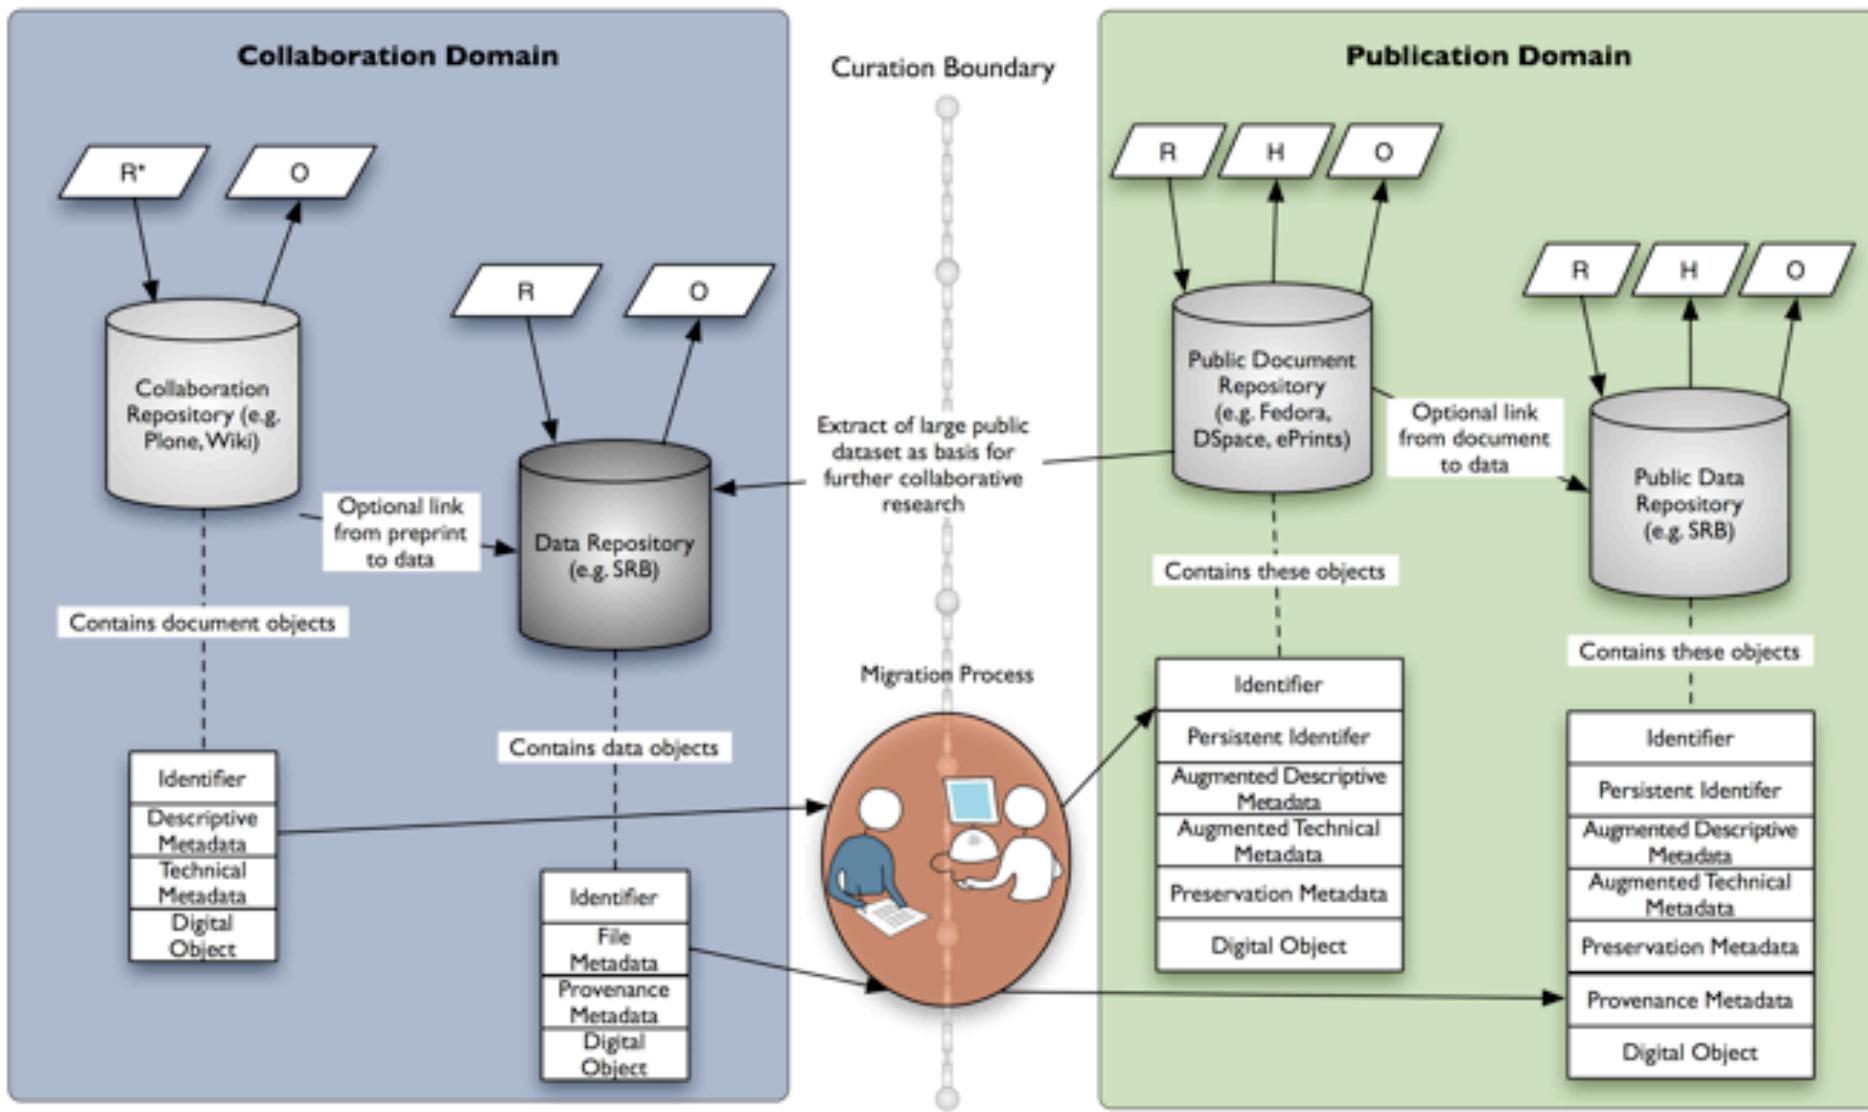 Collaboration Domain
R*
O
R
O
Collaboration
Repository (e.g.
Plone, Wiki)
Optional link
from preprint
to data
Data Repository
(e.g. SRB)
Contains document objects
Contains data objects
Identifier
Descriptive
Metadata
Technical
Metadata
Digital
Object
Identifier
File
Metadata
Provenance
Metadata
Digital
Object
Curation Boundary
Extract of large public
dataset as basis for
further collaborative
research
Migration Process
Publication Domain
R
H
O
R
H
O
Public Document
Repository
(e.g. Fedora,
DSpace, ePrints)
Optional link
from document
to data
Public Data
Repository
(e.g. SRB)
Contains these objects
Contains these objects
Identifier
Persistent Identifer
Augmented Descriptive
Metadata
Augmented Technical
Metadata
Preservation Metadata
Digital Object
Identifier
Persistent Identifer
Augmented Descriptive
Metadata
Augmented Technical
Metadata
Preservation Metadata
Provenance Metadata
Digital Object